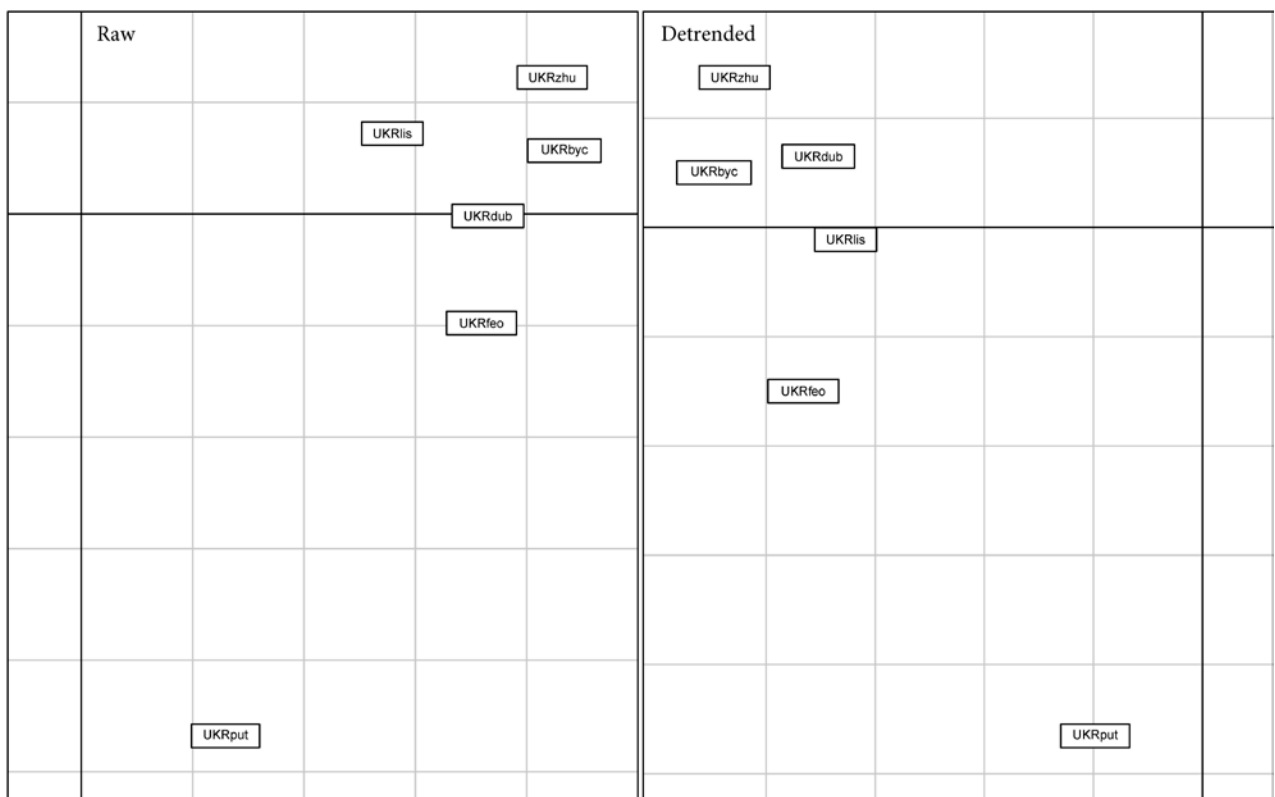 Raw
UKRzhu
UKRlis
UKRbyc
UKRdub
UKRfeo
UKRput
Detrended
UKRzhu
UKRdub
UKRbyc
UKRlis
UKRfeo
UKRput